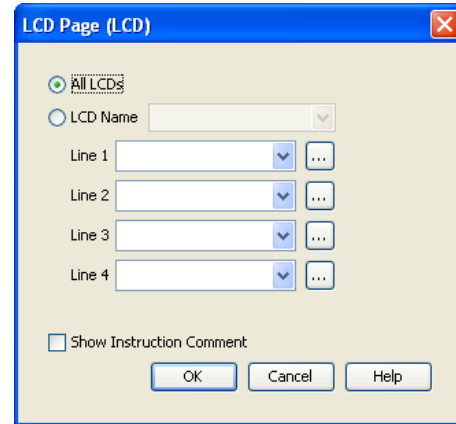 LCD Page (LCD)
All LCDs
LCD Name
Line 1
...
Line 2
...
Line 3
...
Line 4
...
Show Instruction Comment
OK Cancel Help